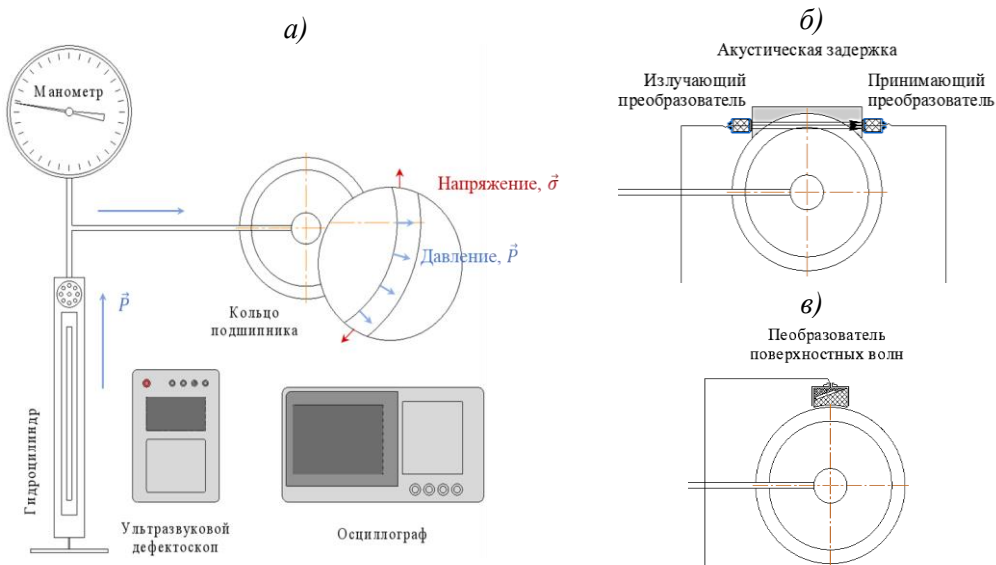 а)
Манометр
Напряжение, σ⃗
Давление, P⃗
P⃗
Кольцо
подшипника
Гидроцилиндр
Ультразвуковой
дефектоскоп
Осциллограф
б)
Акустическая задержка
Излучающий
преобразователь
Принимающий
преобразователь
в)
Пеобразователь
поверхностных волн